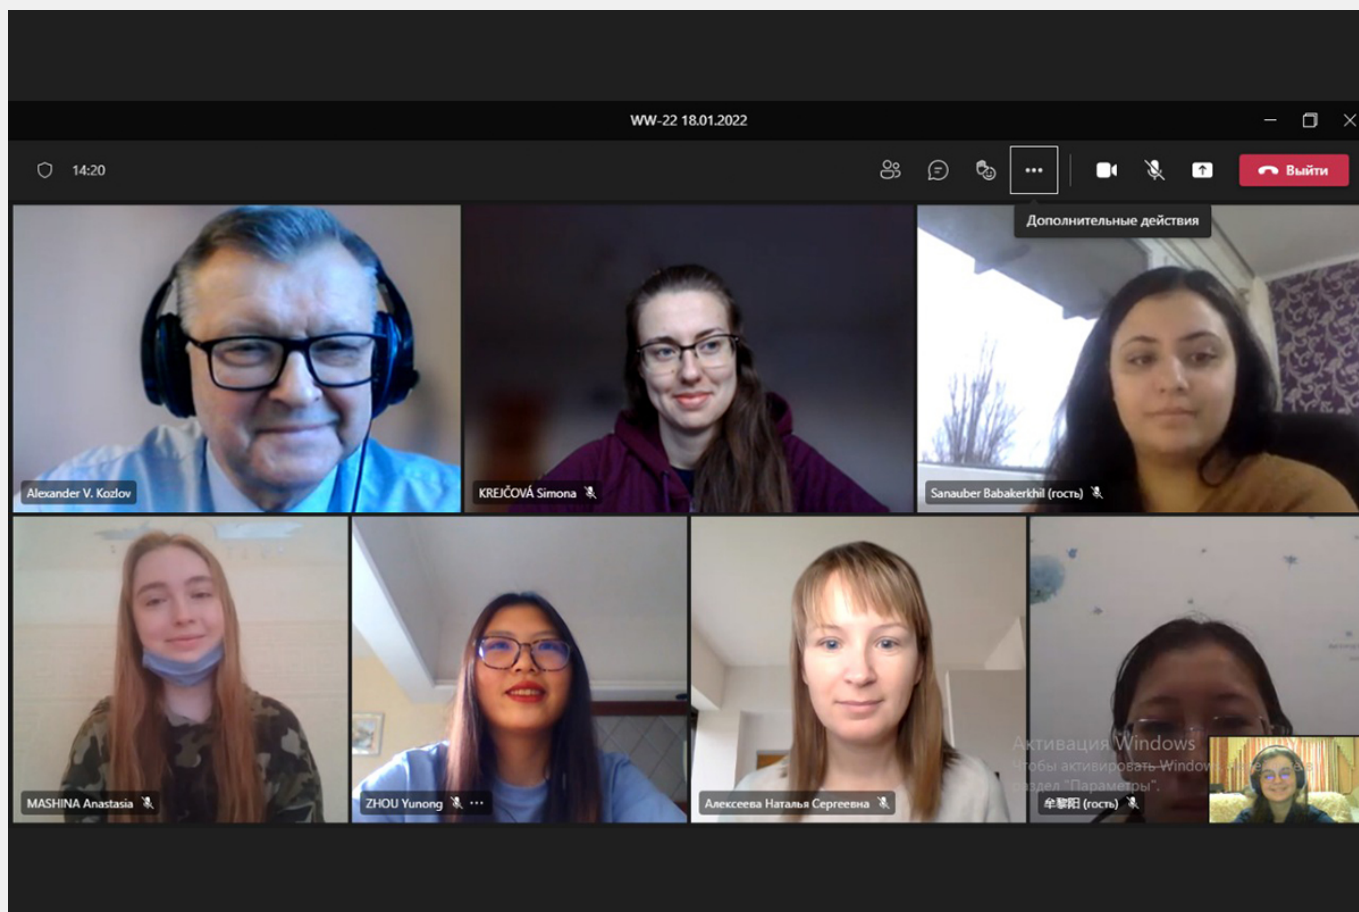 WW-22 18.01.2022
14:20
Выйти
Дополнительные действия
Alexander V. Kozlov
KREJČOVÁ Simona
Sanauber Babakerkhil (гость)
MASHINA Anastasia
ZHOU Yunong
Алексеева Наталья Сергеевна
Активация Windows
Чтобы активировать Windows
раздел "Параметры".
牟黎阳 (гость)